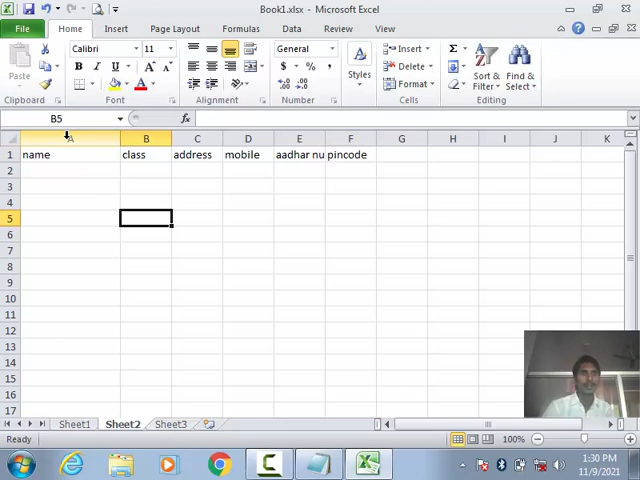 Book1.xlsx - Microsoft Excel
File Home Insert Page Layout Formulas Data Review View
Paste Calibri 11 General Styles Insert Delete Format Sort & Filter Find & Select
B I U A A A $ % ,
Clipboard Font Alignment Number Cells Editing
B5 fx
A B C D E F G H I J K
1 name class address mobile aadhar nu pincode
2
3
4
5
6
7
8
9
10
11
12
13
14
15
16
17
Sheet1 Sheet2 Sheet3
Ready 100%
1:30 PM
11/9/2021